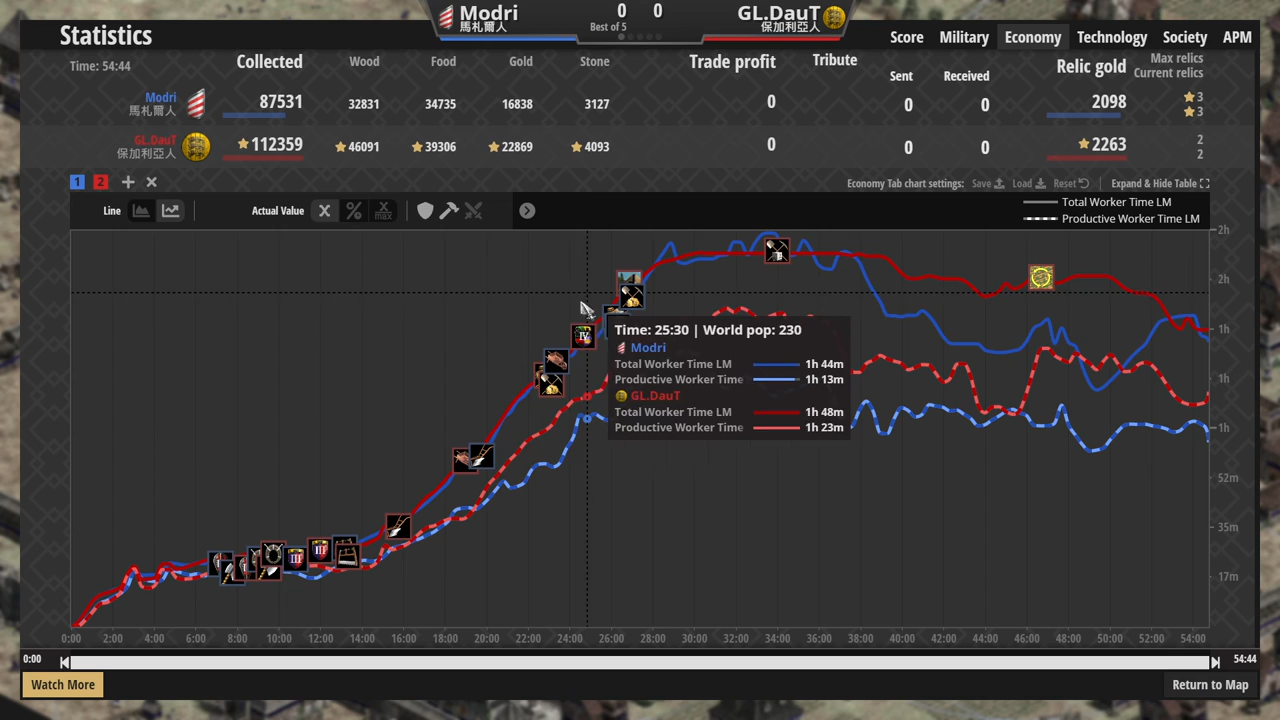 Statistics
Modri
馬札爾人
0 0
Best of 5
GL.DauT
保加利亞人
Score Military Economy Technology Society APM
Time: 54:44
Collected Wood Food Gold Stone Trade profit Tribute Sent Received Relic gold Max relics
Current relics
Modri
馬札爾人
87531 32831 34735 16838 3127 0 0 0 2098 3
3
GL.DauT
保加利亞人
112359 46091 39306 22869 4093 0 0 0 2263 2
2
1 2 + ×
Economy Tab chart settings: Save Load Reset Expand & Hide Table
Line Actual Value X % X/max
Total Worker Time LM
Productive Worker Time LM
2h
2h
1h
1h
1h
52m
35m
17m
III III IV
Time: 25:30 | World pop: 230
Modri
Total Worker Time LM 1h 44m
Productive Worker Time 1h 13m
GL.DauT
Total Worker Time LM 1h 48m
Productive Worker Time 1h 23m
0:00 2:00 4:00 6:00 8:00 10:00 12:00 14:00 16:00 18:00 20:00 22:00 24:00 26:00 28:00 30:00 32:00 34:00 36:00 38:00 40:00 42:00 44:00 46:00 48:00 50:00 52:00 54:00
0:00 54:44
Watch More Return to Map